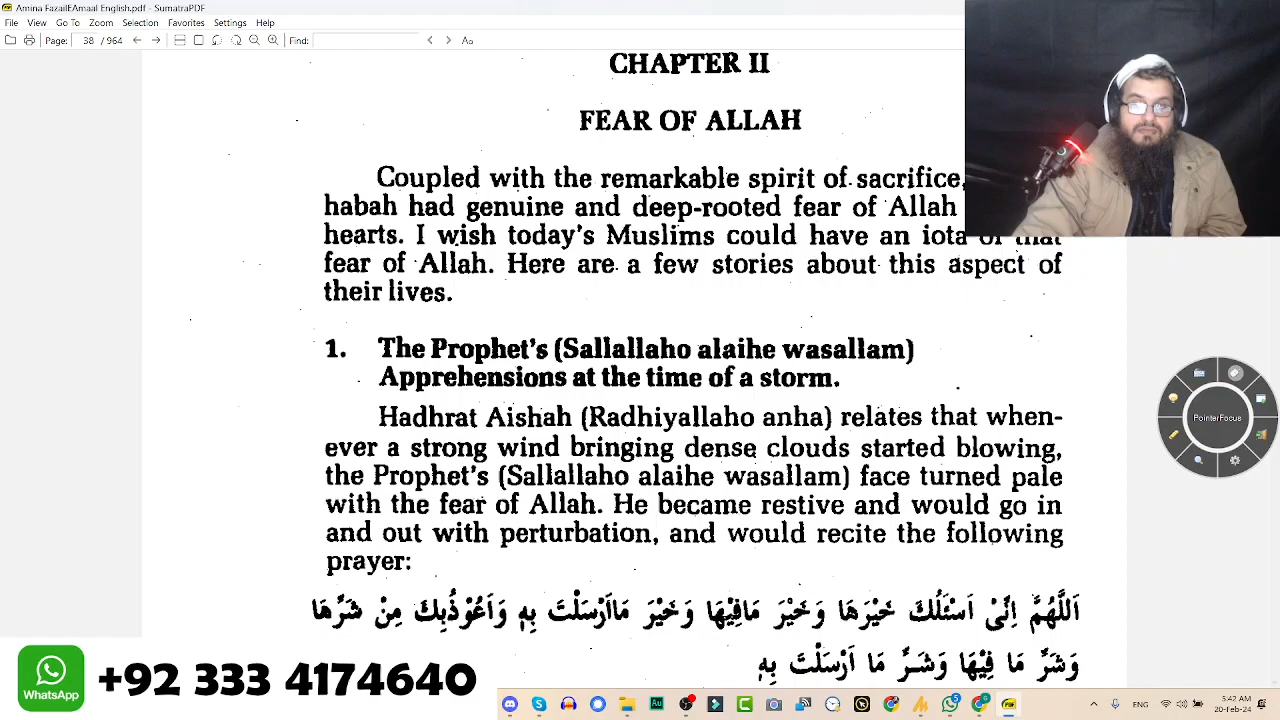 Amina FazailEAmaal English.pdf - SumatraPDF
File View Go To Zoom Selection Favorites Settings Help
Page: 38 / 964 Find: Aa
CHAPTER II
FEAR OF ALLAH
Coupled with the remarkable spirit of sacrifice,
habah had genuine and deep-rooted fear of Allah
hearts. I wish today's Muslims could have an iota of that
fear of Allah. Here are a few stories about this aspect of
their lives.
1. The Prophet's (Sallallaho alaihe wasallam)
Apprehensions at the time of a storm.
Hadhrat Aishah (Radhiyallaho anha) relates that when-
ever a strong wind bringing dense clouds started blowing,
the Prophet's (Sallallaho alaihe wasallam) face turned pale
with the fear of Allah. He became restive and would go in
and out with perturbation, and would recite the following
prayer:
اَللّٰهُمَّ اِنِّیْ اَسْئَلُكَ خَیْرَهَا وَخَیْرَ مَافِیْهَا وَخَیْرَ مَااَرْسَلْتَ بِهٖ وَاَعُوْذُبِكَ مِنْ شَرِّهَا
وَشَرِّ مَا فِیْهَا وَشَرِّ مَا اَرْسَلْتَ بِهٖ
PointerFocus
WhatsApp
+92 333 4174640
ENG
5:42 AM
20-Feb-24